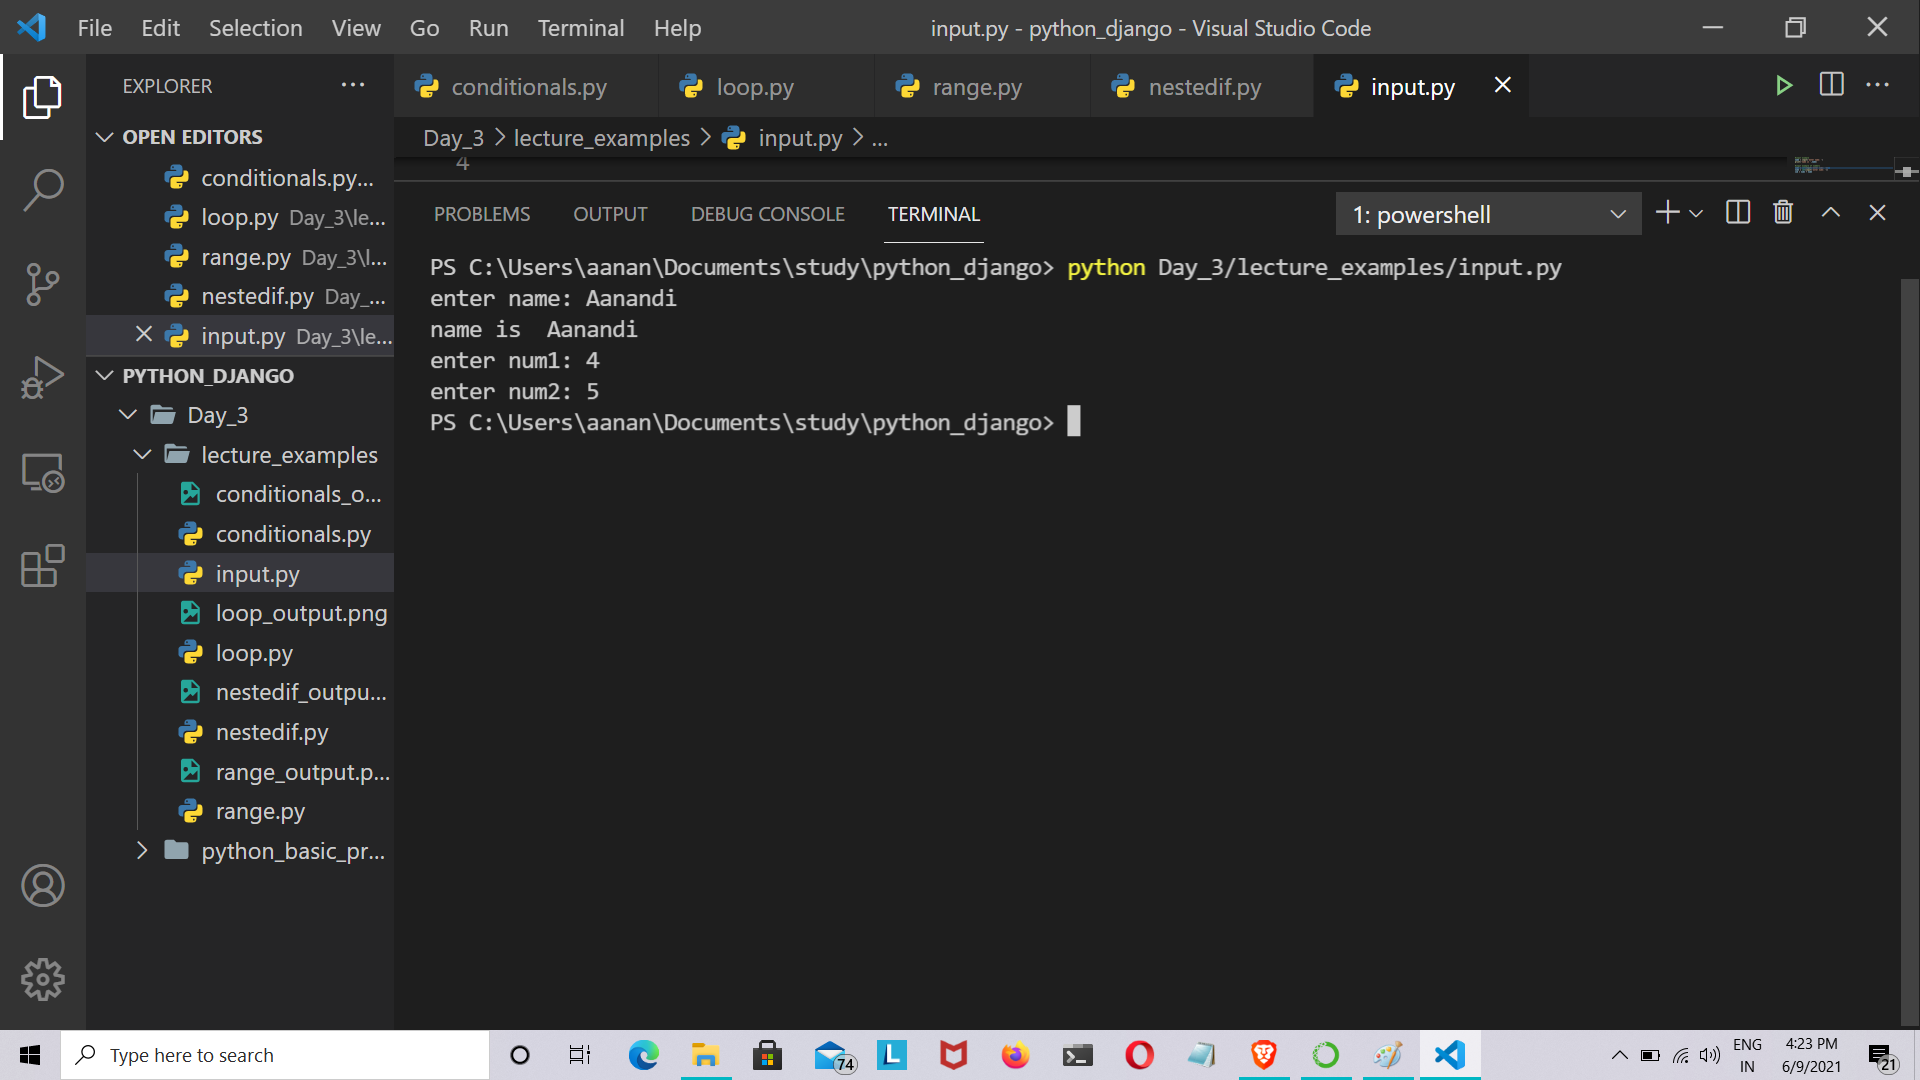 File Edit Selection View Go Run Terminal Help
input.py - python_django - Visual Studio Code
EXPLORER
conditionals.py
loop.py
range.py
nestedif.py
input.py
OPEN EDITORS
conditionals.py...
loop.py Day_3\le...
range.py Day_3\l...
nestedif.py Day_...
input.py Day_3\le...
PYTHON_DJANGO
Day_3
lecture_examples
conditionals_o...
conditionals.py
input.py
loop_output.png
loop.py
nestedif_outpu...
nestedif.py
range_output.p...
range.py
python_basic_pr...
Day_3 > lecture_examples > input.py > ...
4
PROBLEMS OUTPUT DEBUG CONSOLE TERMINAL
1: powershell
PS C:\Users\aanan\Documents\study\python_django> python Day_3/lecture_examples/input.py
enter name: Aanandi
name is  Aanandi
enter num1: 4
enter num2: 5
PS C:\Users\aanan\Documents\study\python_django>
Type here to search
74
L
ENG
IN
4:23 PM
6/9/2021
21